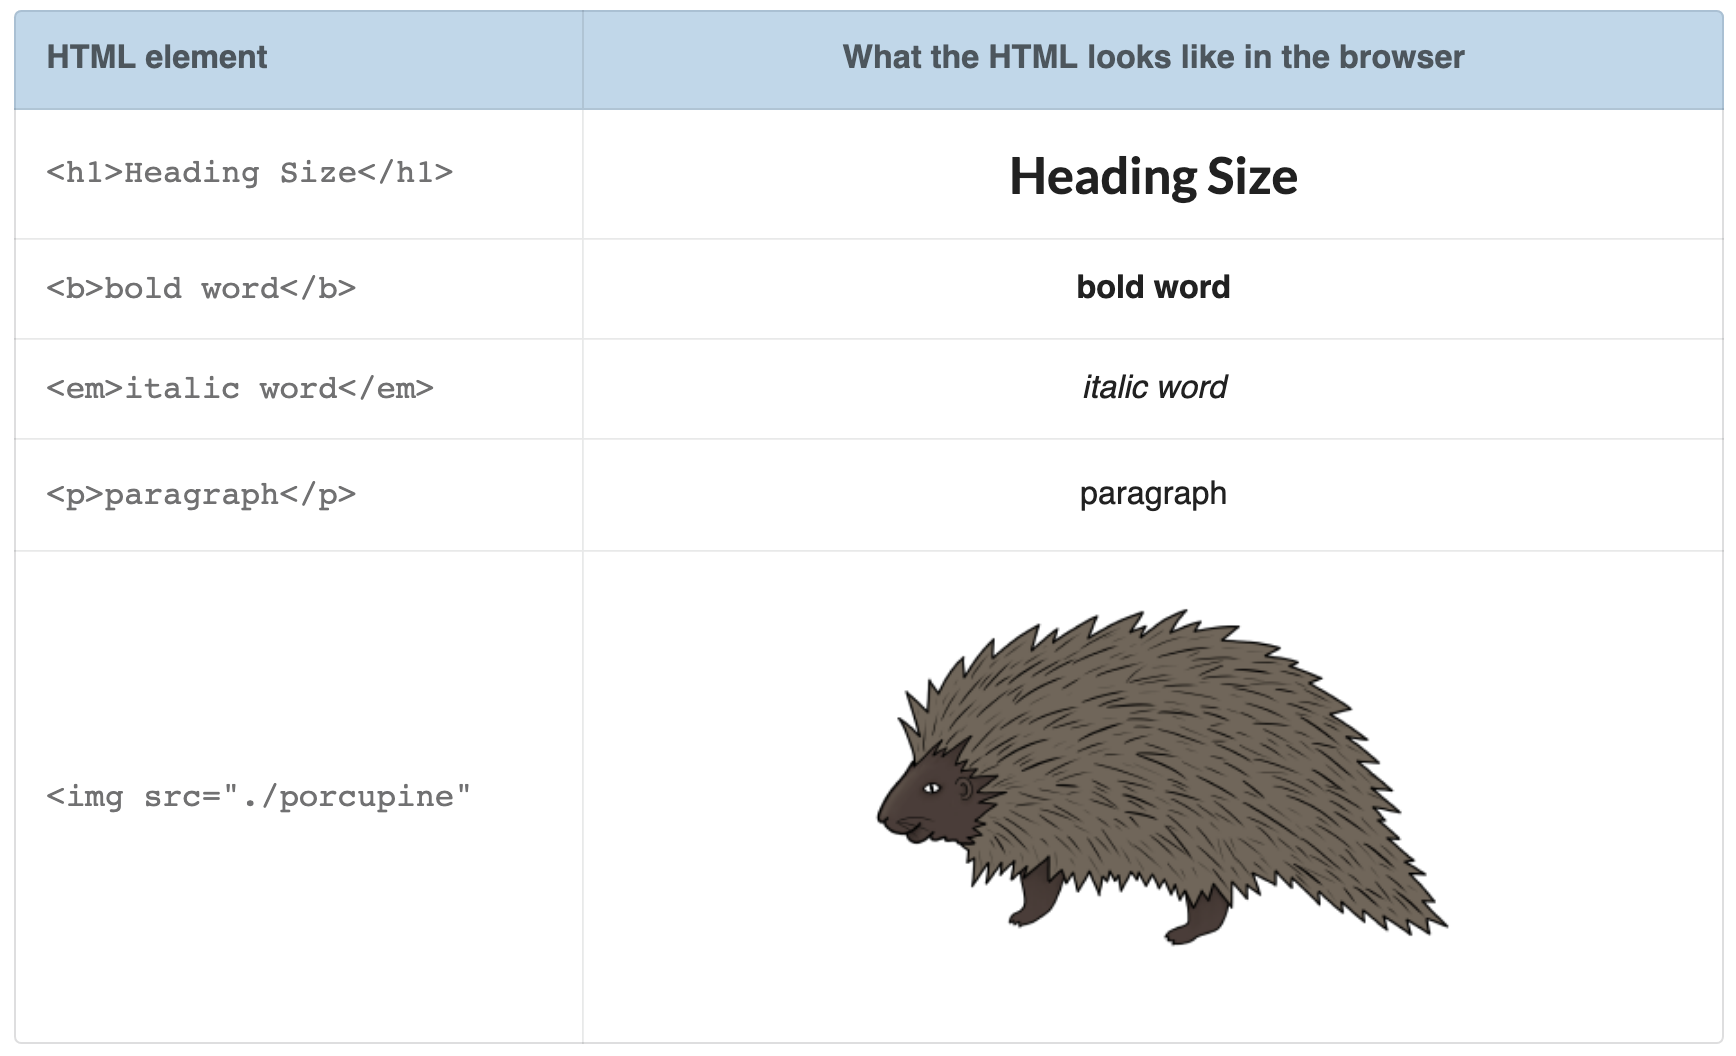 HTML element
What the HTML looks like in the browser
<h1>Heading Size</h1>
Heading Size
<b>bold word</b>
bold word
<em>italic word</em>
italic word
<p>paragraph</p>
paragraph
<img src="./porcupine"